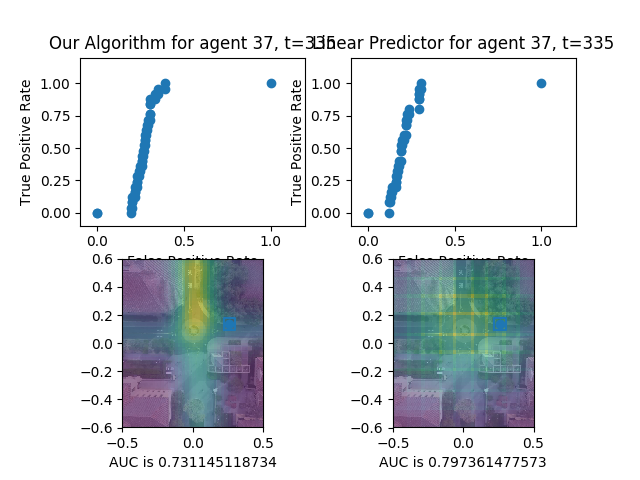 Our Algorithm for agent 37, t=335
Linear Predictor for agent 37, t=335
True Positive Rate
1.00
0.75
0.50
0.25
0.00
0.0 0.5 1.0
False Positive Rate
True Positive Rate
1.00
0.75
0.50
0.25
0.00
0.0 0.5 1.0
False Positive Rate
0.6
0.4
0.2
0.0
−0.2
−0.4
−0.6
−0.5 0.0 0.5
AUC is 0.731145118734
0.6
0.4
0.2
0.0
−0.2
−0.4
−0.6
−0.5 0.0 0.5
AUC is 0.797361477573